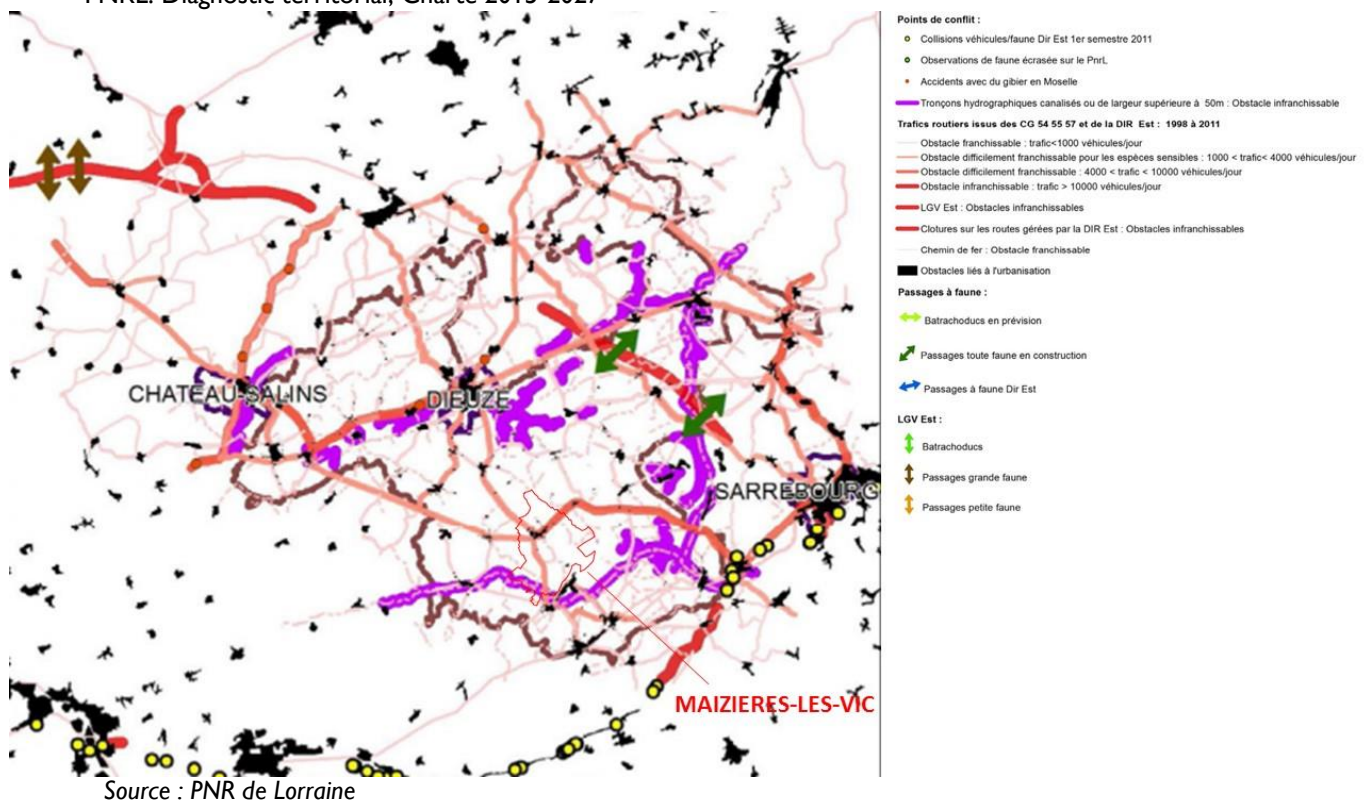 PNRL. Diagnostic territorial, Charte 2015-2027
Points de conflit :
Collisions véhicules/faune Dir Est 1er semestre 2011
Observations de faune écrasée sur le PnrL
Accidents avec du gibier en Moselle
Tronçons hydrographiques canalisés ou de largeur supérieure à 50m : Obstacle infranchissable
Trafics routiers issus des CG 54 55 57 et de la DIR Est : 1998 à 2011
Obstacle franchissable : trafic<1000 véhicules/jour
Obstacle difficilement franchissable pour les espèces sensibles : 1000 < trafic< 4000 véhicules/jour
Obstacle difficilement franchissable : 4000 < trafic < 10000 véhicules/jour
Obstacle infranchissable : trafic > 10000 véhicules/jour
LGV Est : Obstacles infranchissables
Clotures sur les routes gérées par la DIR Est : Obstacles infranchissables
Chemin de fer : Obstacle franchissable
Obstacles liés à l'urbanisation
Passages à faune :
Batrachoducs en prévision
Passages toute faune en construction
Passages à faune Dir Est
LGV Est :
Batrachoducs
Passages grande faune
Passages petite faune
CHATEAU-SALINS
DIEUZE
SARREBOURG
MAIZIERES-LES-VIC
Source : PNR de Lorraine